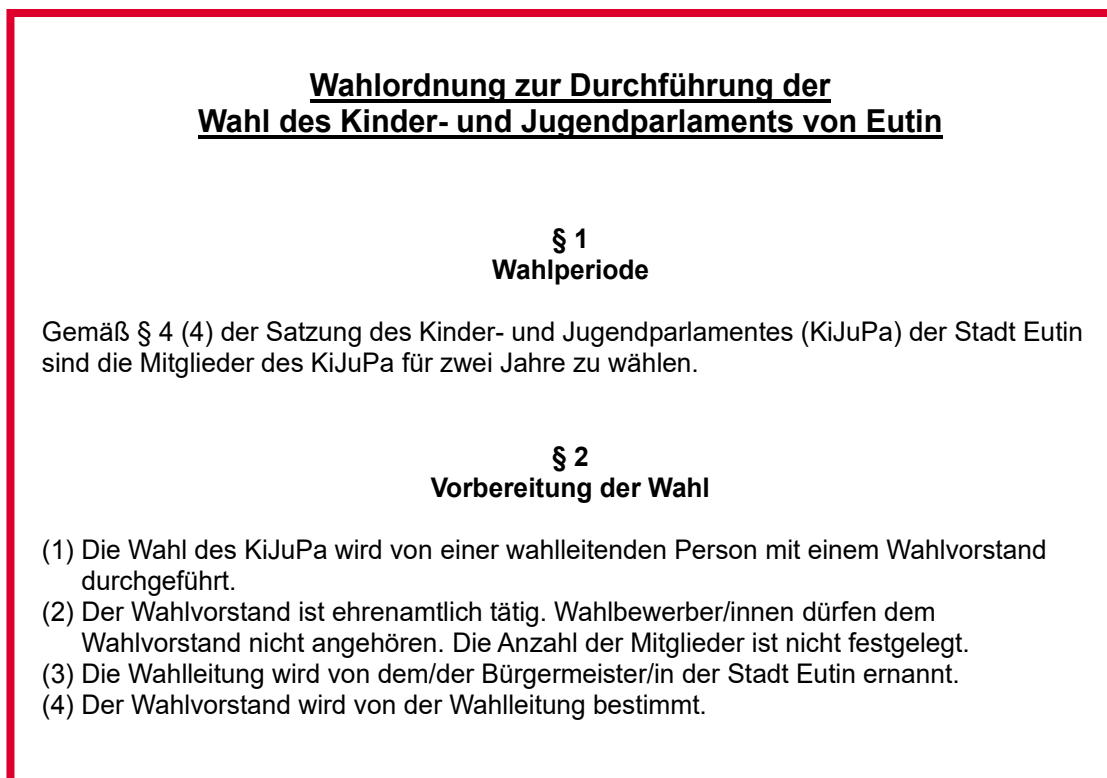 Wahlordnung zur Durchführung der
Wahl des Kinder- und Jugendparlaments von Eutin
§ 1
Wahlperiode
Gemäß § 4 (4) der Satzung des Kinder- und Jugendparlamentes (KiJuPa) der Stadt Eutin
sind die Mitglieder des KiJuPa für zwei Jahre zu wählen.
§ 2
Vorbereitung der Wahl
(1) Die Wahl des KiJuPa wird von einer wahlleitenden Person mit einem Wahlvorstand
durchgeführt.
(2) Der Wahlvorstand ist ehrenamtlich tätig. Wahlbewerber/innen dürfen dem
Wahlvorstand nicht angehören. Die Anzahl der Mitglieder ist nicht festgelegt.
(3) Die Wahlleitung wird von dem/der Bürgermeister/in der Stadt Eutin ernannt.
(4) Der Wahlvorstand wird von der Wahlleitung bestimmt.